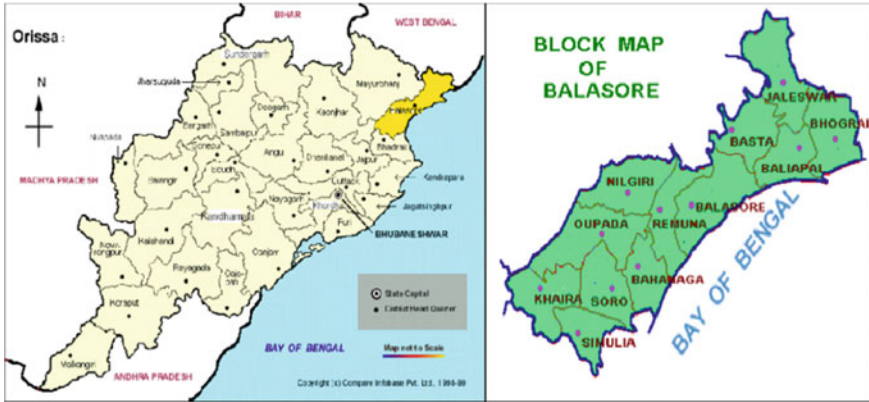 BIHAR
WEST BENGAL
Orissa :
Sundergarh
Jharsuguda
Mayurbhanj
N
Deogarh
Keonjhar
Bargarh
Sambalpur
Bhadrak
Nuapada
Sonepur
Angul
Dhenkanal
Jajpur
MADHYA PRADESH
Bolangir
Boudh
Cuttack
Kendrapara
Nayagarh
Khurda
Jagatsinghpur
Kandhamal
Puri
Kalahandi
BHUBANESHWAR
Ganjam
Rayagada
Koraput
State Capital
District Head Quarter
BAY OF BENGAL
Map not to Scale
Malkangiri
ANDHRA PRADESH
Copyright (c) Compare Infobase Pvt. Ltd.,
BLOCK MAP
OF
BALASORE
JALESWAR
BHOGRAI
BASTA
BALIAPAL
NILGIRI
BALASORE
OUPADA
REMUNA
BAHANAGA
KHAIRA
SORO
SIMULIA
BAY OF BENGAL